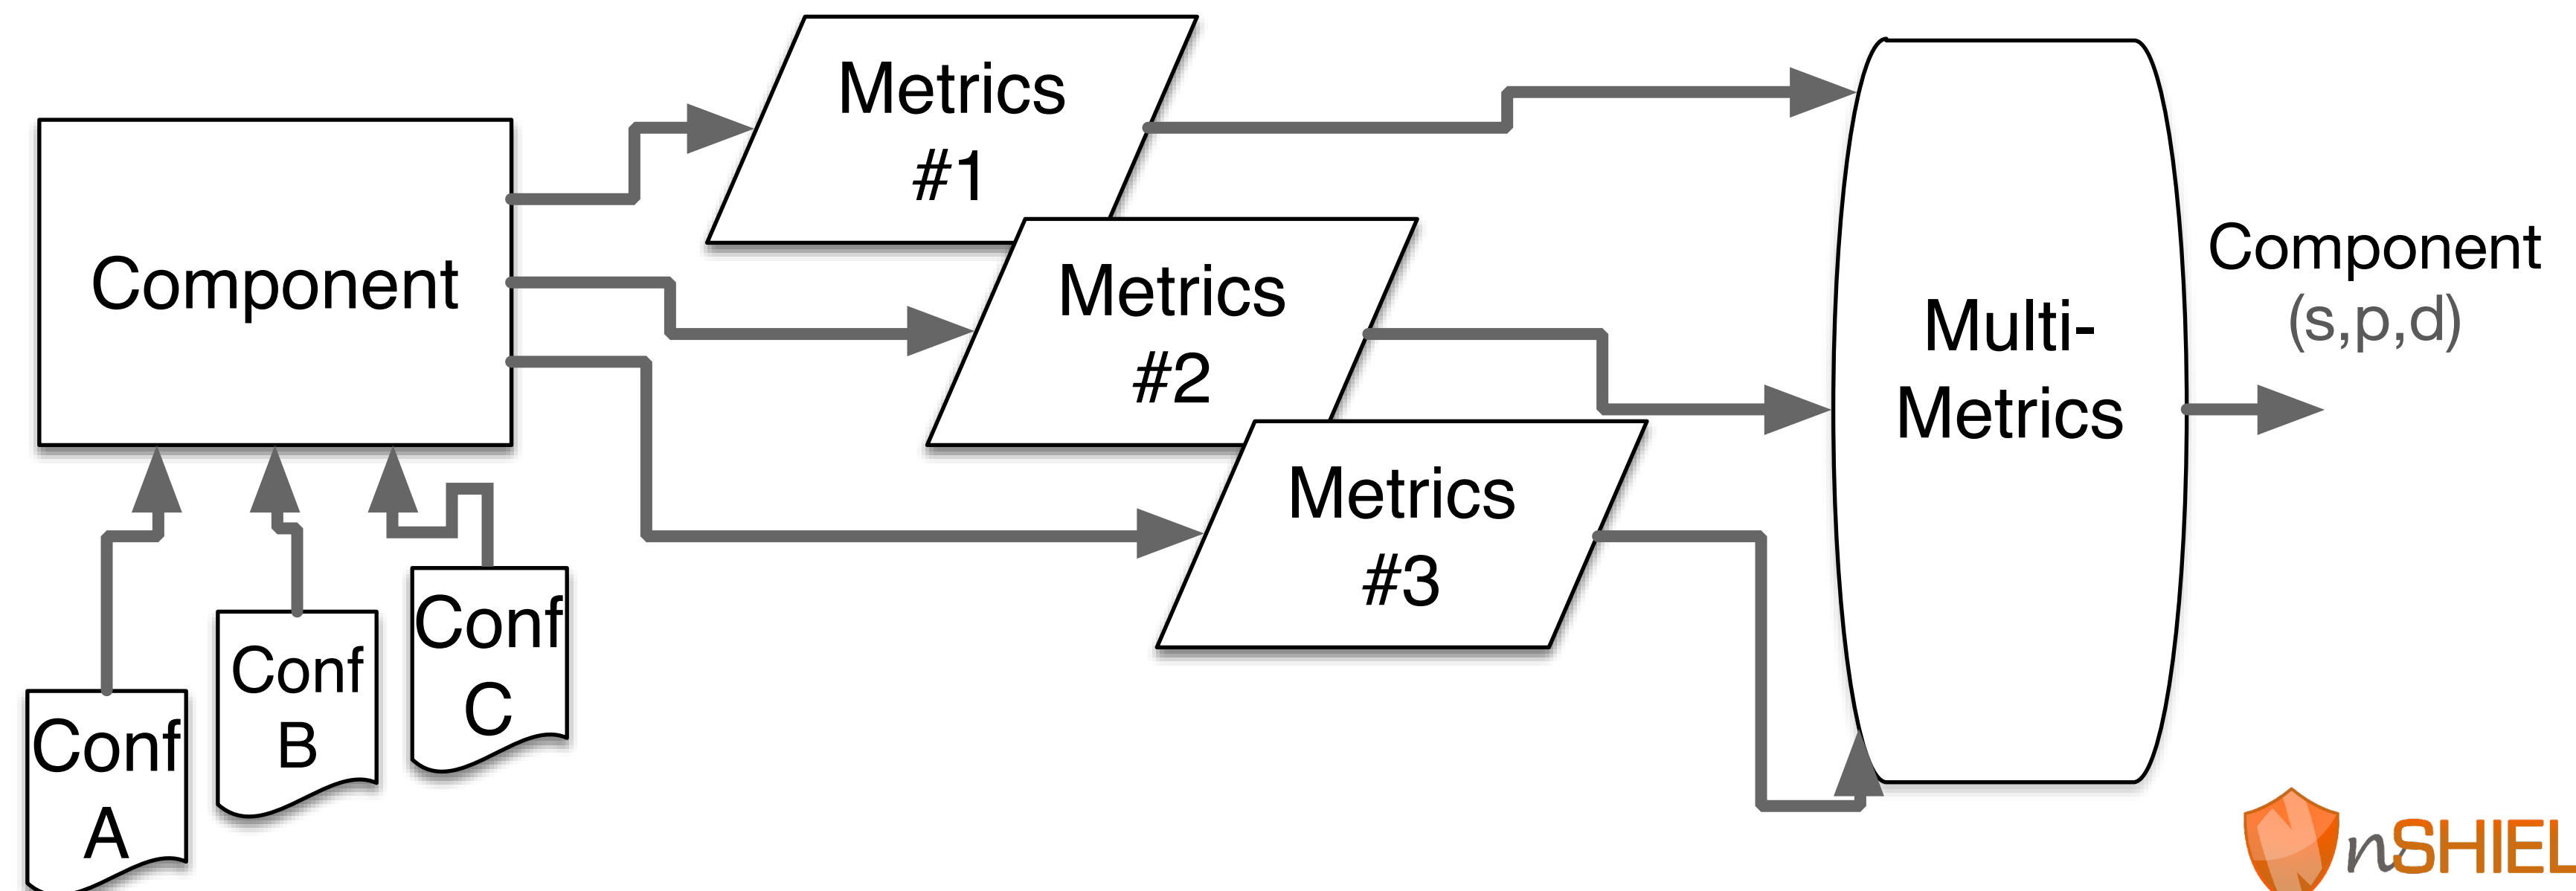 Component
Metrics
#1
Metrics
#2
Metrics
#3
Multi-
Metrics
Component
(s,p,d)
Conf
A
Conf
B
Conf
C
nSHIEL